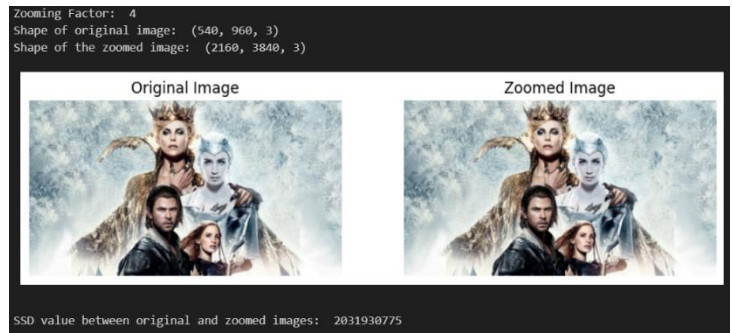 Zooming Factor: 4
Shape of original image: (540, 960, 3)
Shape of the zoomed image: (2160, 3840, 3)
Original Image
Zoomed Image
SSD value between original and zoomed images: 2031930775